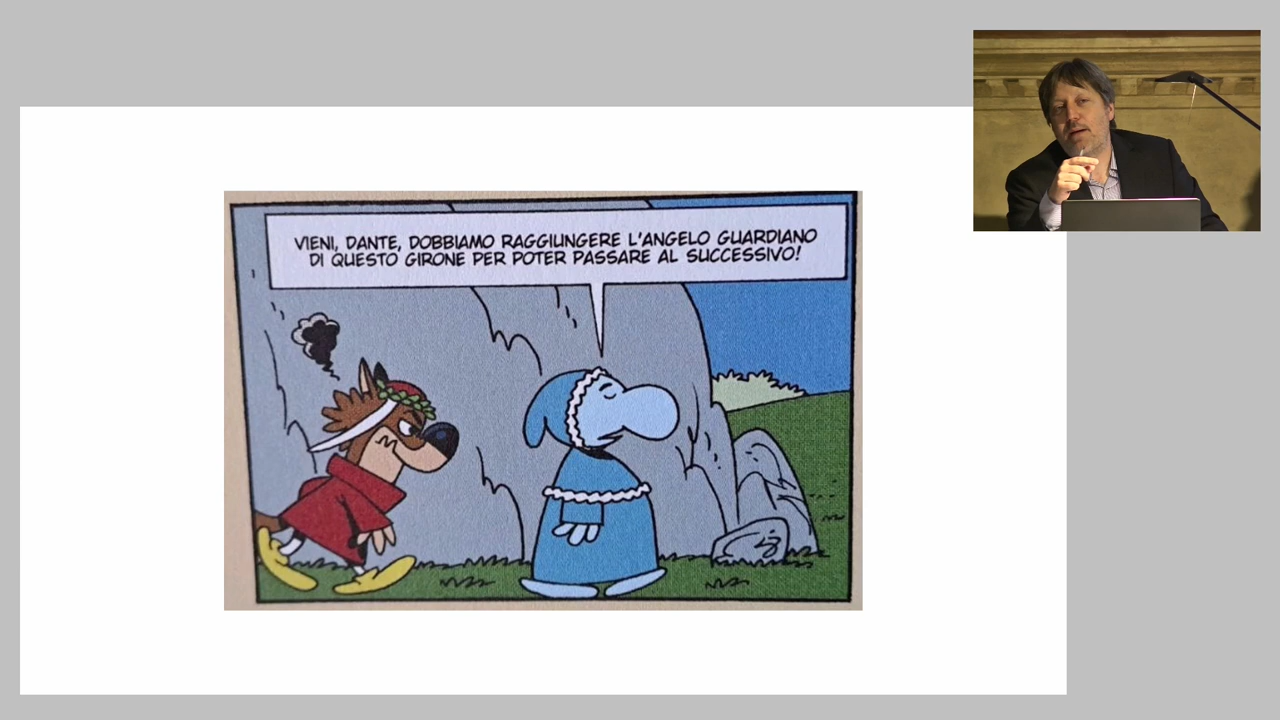 VIENI, DANTE, DOBBIAMO RAGGIUNGERE L'ANGELO GUARDIANO
DI QUESTO GIRONE PER POTER PASSARE AL SUCCESSIVO!